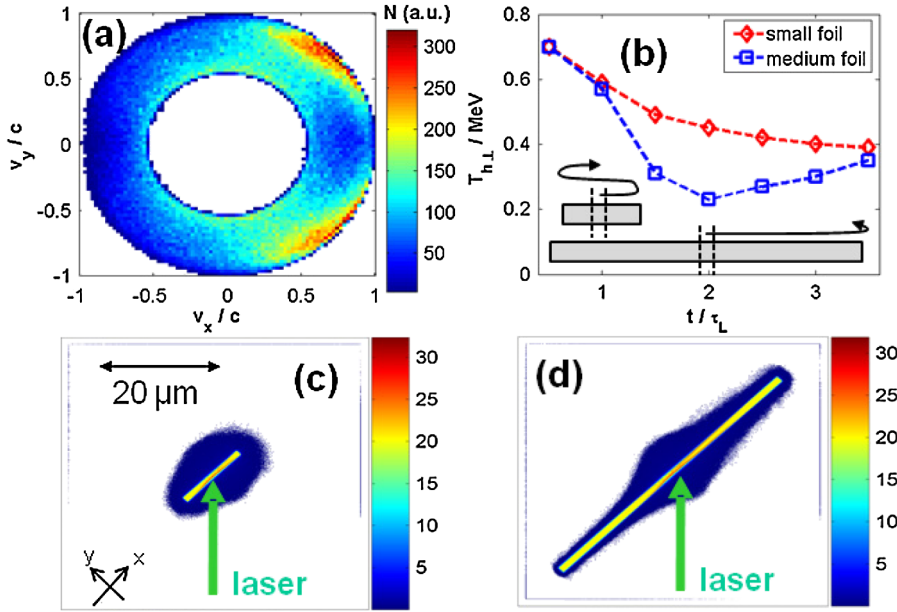 (a)
N (a.u.)
300
250
200
150
100
50
1
0.5
0
-0.5
-1
v_y / c
-1
-0.5
0
0.5
1
v_x / c
(b)
small foil
medium foil
0.8
0.6
0.4
0.2
0
T_h⊥ / MeV
1
2
3
t / τ_L
(c)
20 μm
laser
y
x
30
25
20
15
10
5
(d)
laser
30
25
20
15
10
5